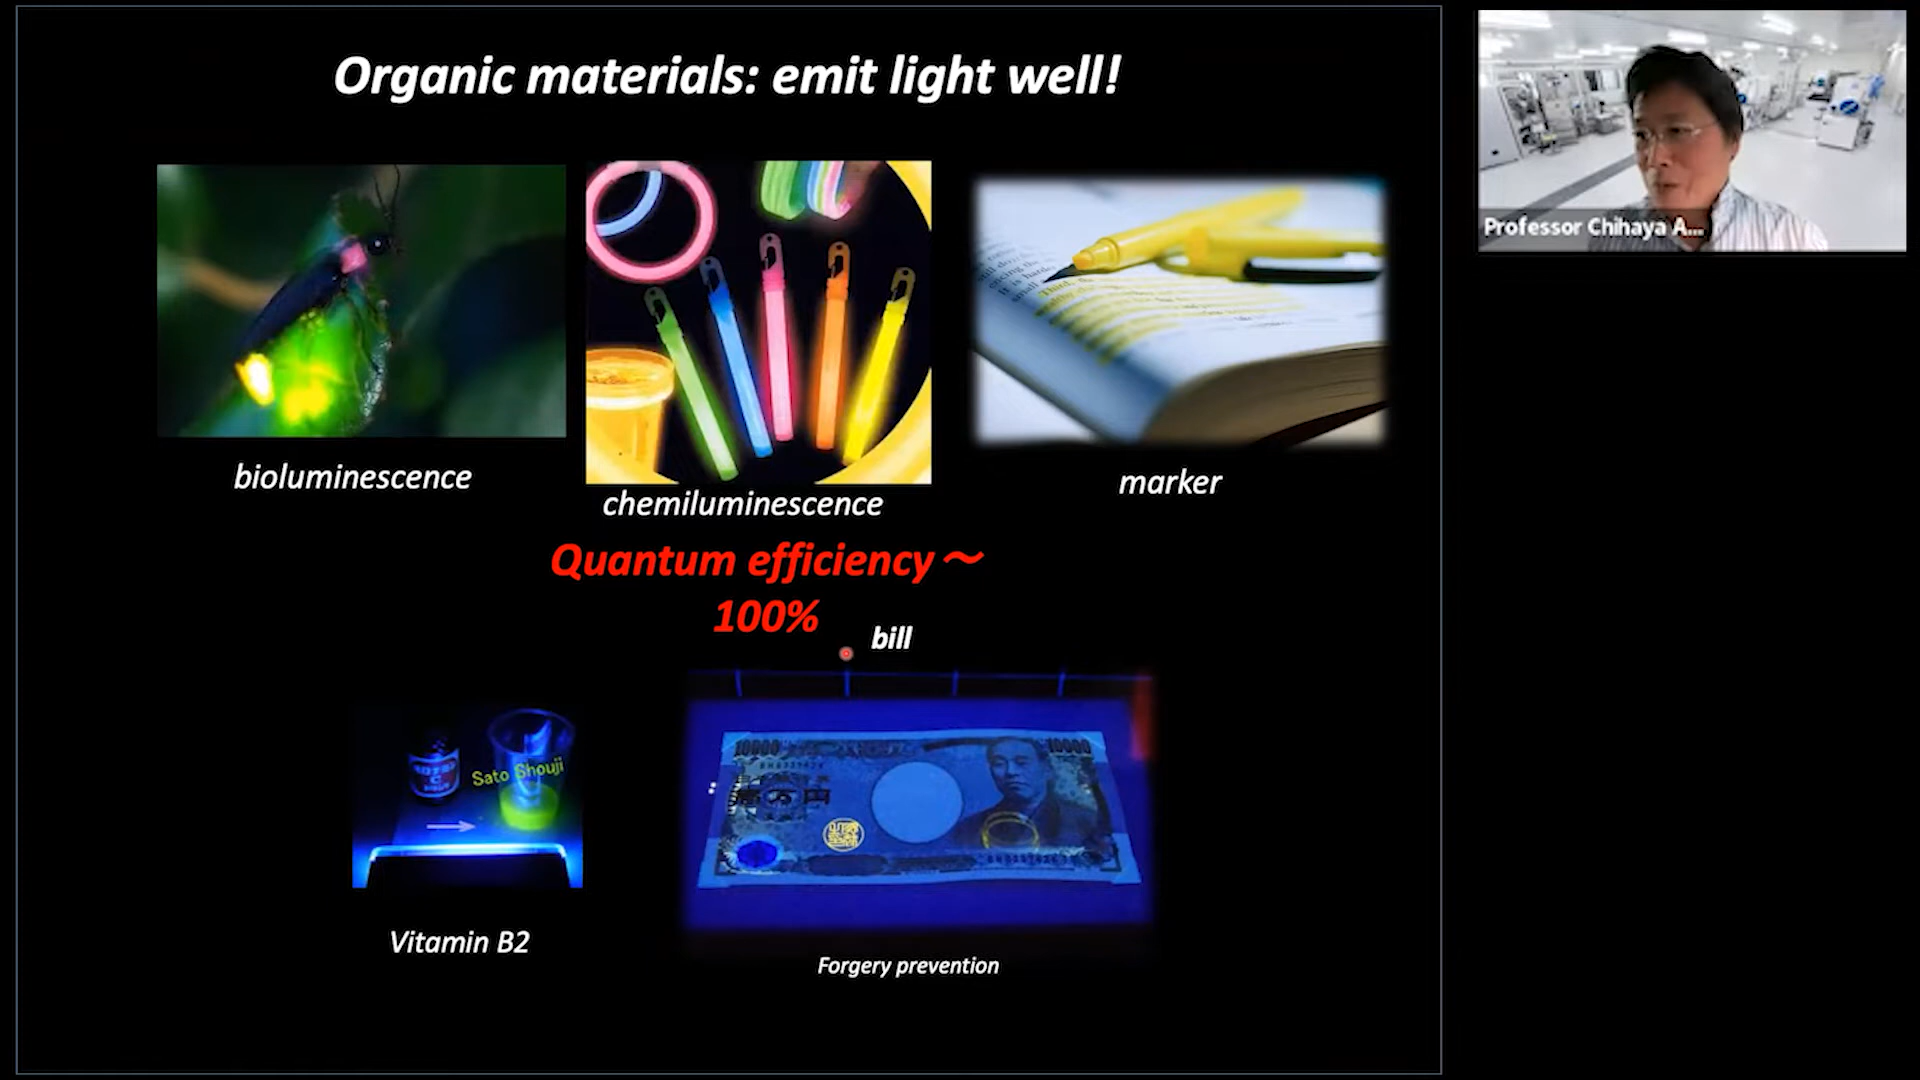 Organic materials: emit light well!
Professor Chihaya A...
bioluminescence
chemiluminescence
marker
Quantum efficiency～
100%
bill
Sato Shouji
10000
10000
Vitamin B2
Forgery prevention